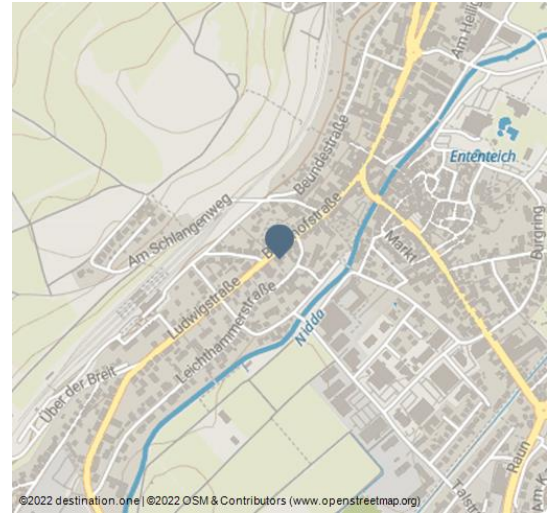 Am Heilig
Ententeich
Beundestraße
Burgring
Am Schlangenweg
Bahnhofstraße
Markt
Ludwigstraße
Leichthammerstraße
Nidda
Über der Breit
Raun
Am K
Talstr
©2022 destination.one | ©2022 OSM & Contributors (www.openstreetmap.org)